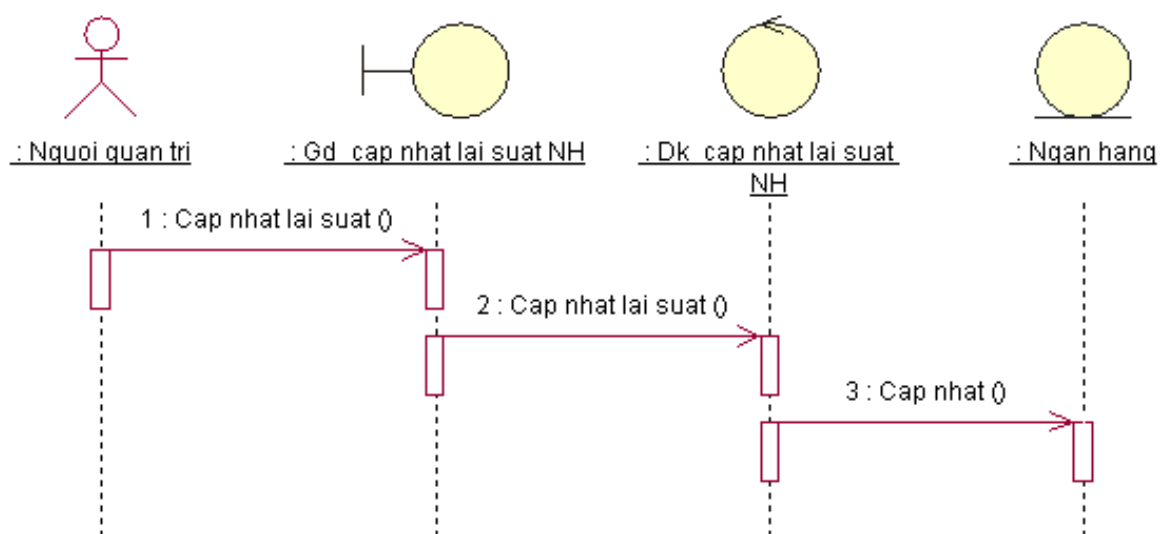 : Nguoi quan tri
: Gd_cap nhat lai suat NH
: Dk_cap nhat lai suat
NH
: Ngan hang
1 : Cap nhat lai suat ()
2 : Cap nhat lai suat ()
3 : Cap nhat ()